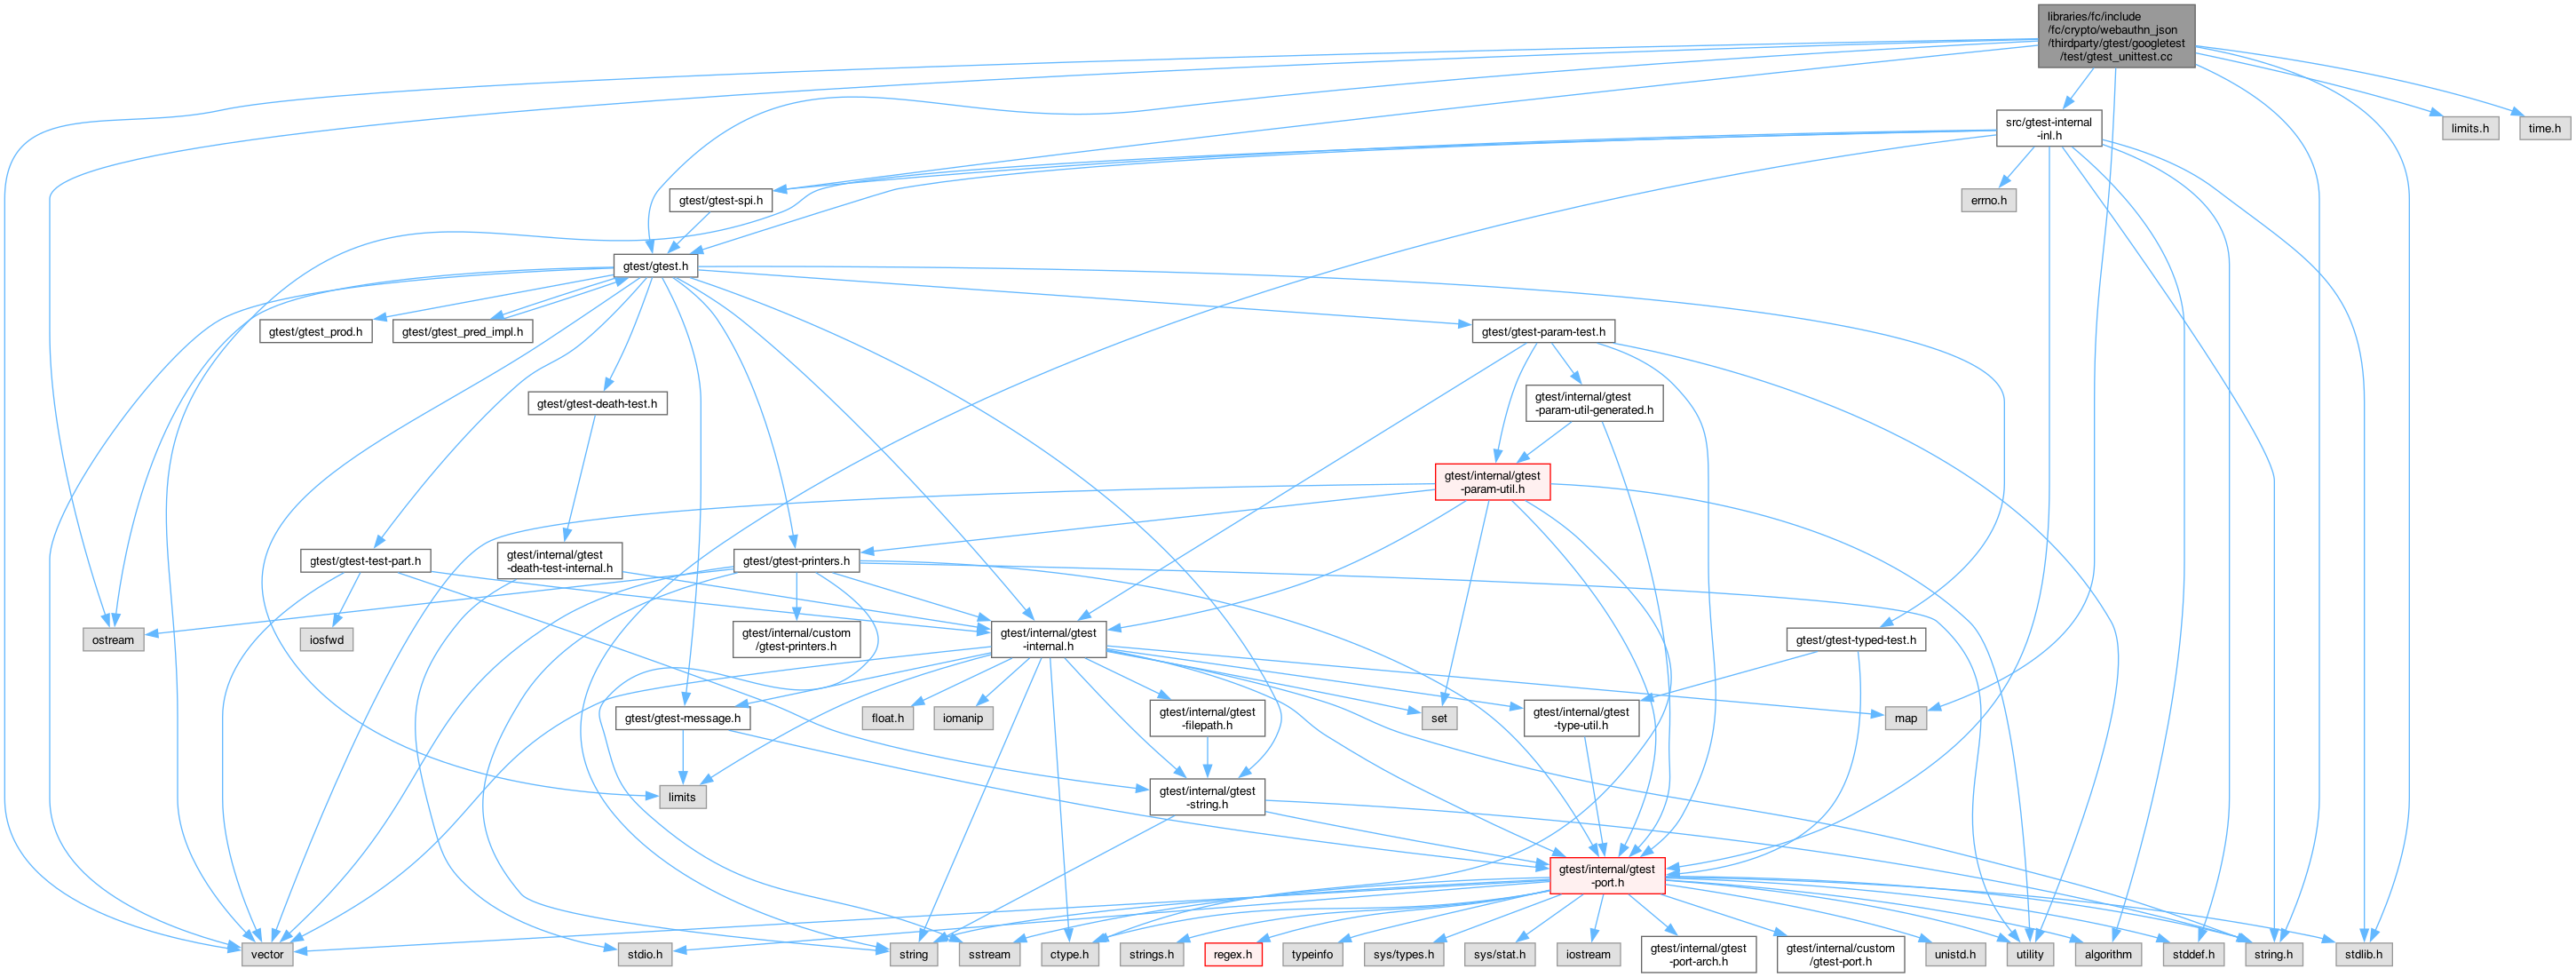 libraries/fc/include
/fc/crypto/webauthn_json
/thirdparty/gtest/googletest
/test/gtest_unittest.cc
src/gtest-internal
-inl.h
limits.h
time.h
gtest/gtest-spi.h
errno.h
gtest/gtest.h
gtest/gtest_prod.h
gtest/gtest_pred_impl.h
gtest/gtest-param-test.h
gtest/gtest-death-test.h
gtest/internal/gtest
-param-util-generated.h
gtest/internal/gtest
-param-util.h
gtest/gtest-test-part.h
gtest/internal/gtest
-death-test-internal.h
gtest/gtest-printers.h
ostream
iosfwd
gtest/internal/custom
/gtest-printers.h
gtest/internal/gtest
-internal.h
gtest/gtest-typed-test.h
gtest/gtest-message.h
float.h
iomanip
gtest/internal/gtest
-filepath.h
set
gtest/internal/gtest
-type-util.h
map
limits
gtest/internal/gtest
-string.h
gtest/internal/gtest
-port.h
vector
stdio.h
string
sstream
ctype.h
strings.h
regex.h
typeinfo
sys/types.h
sys/stat.h
iostream
gtest/internal/gtest
-port-arch.h
gtest/internal/custom
/gtest-port.h
unistd.h
utility
algorithm
stddef.h
string.h
stdlib.h